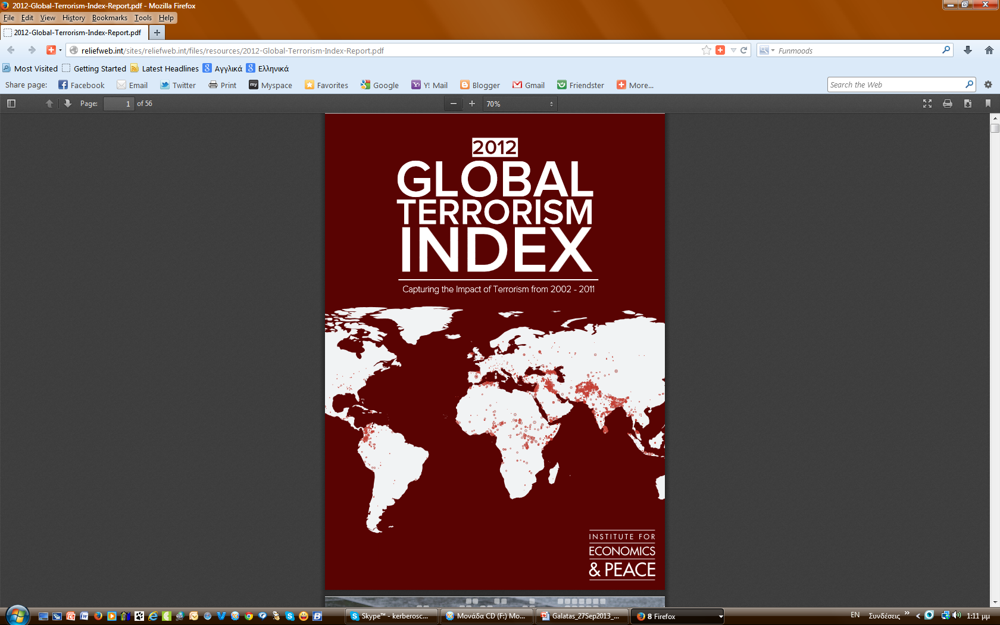 2012-Global-Terrorism-Index-Report.pdf - Mozilla Firefox
File Edit View History Bookmarks Tools Help
2012-Global-Terrorism-Index-Report.pdf
reliefweb.int/sites/reliefweb.int/files/resources/2012-Global-Terrorism-Index-Report.pdf
Funmoods
Most Visited Getting Started Latest Headlines Αγγλικά Ελληνικά
Share page: Facebook Email Twitter Print Myspace Favorites Google Y! Mail Blogger Gmail Friendster More...
Search the Web
Page: 1 of 56
70%
2012
GLOBAL
TERRORISM
INDEX
Capturing the Impact of Terrorism from 2002 - 2011
INSTITUTE FOR
ECONOMICS
& PEACE
Skype™ - kerberosc... Μονάδα CD (F:) Mo... Galatas_27Sep2013_... 8 Firefox
EN Συνδέσεις 1:11 μμ